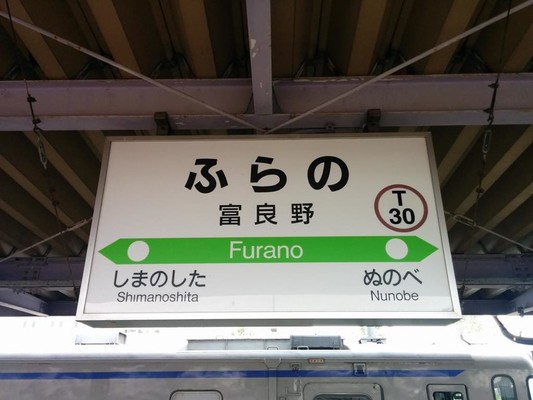 ふらの
富良野
T
30
Furano
しまのした
Shimanoshita
ぬのべ
Nunobe